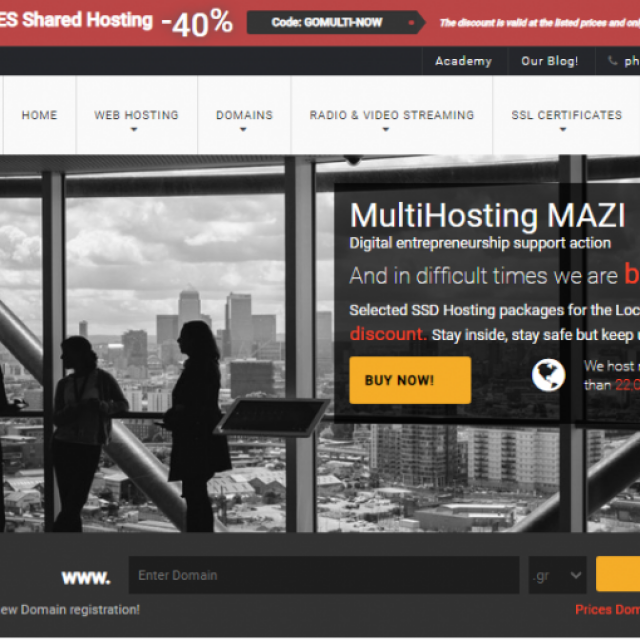 ES Shared Hosting -40% Code: GOMULTI-NOW The discount is valid at the listed prices and only
Academy Our Blog!
HOME WEB HOSTING DOMAINS RADIO & VIDEO STREAMING SSL CERTIFICATES
MultiHosting MAZI
Digital entrepreneurship support action
And in difficult times we are b
Selected SSD Hosting packages for the Loc
discount. Stay inside, stay safe but keep
BUY NOW!
We host
than 22.0
www. Enter Domain .gr
ew Domain registration!
Prices Dom